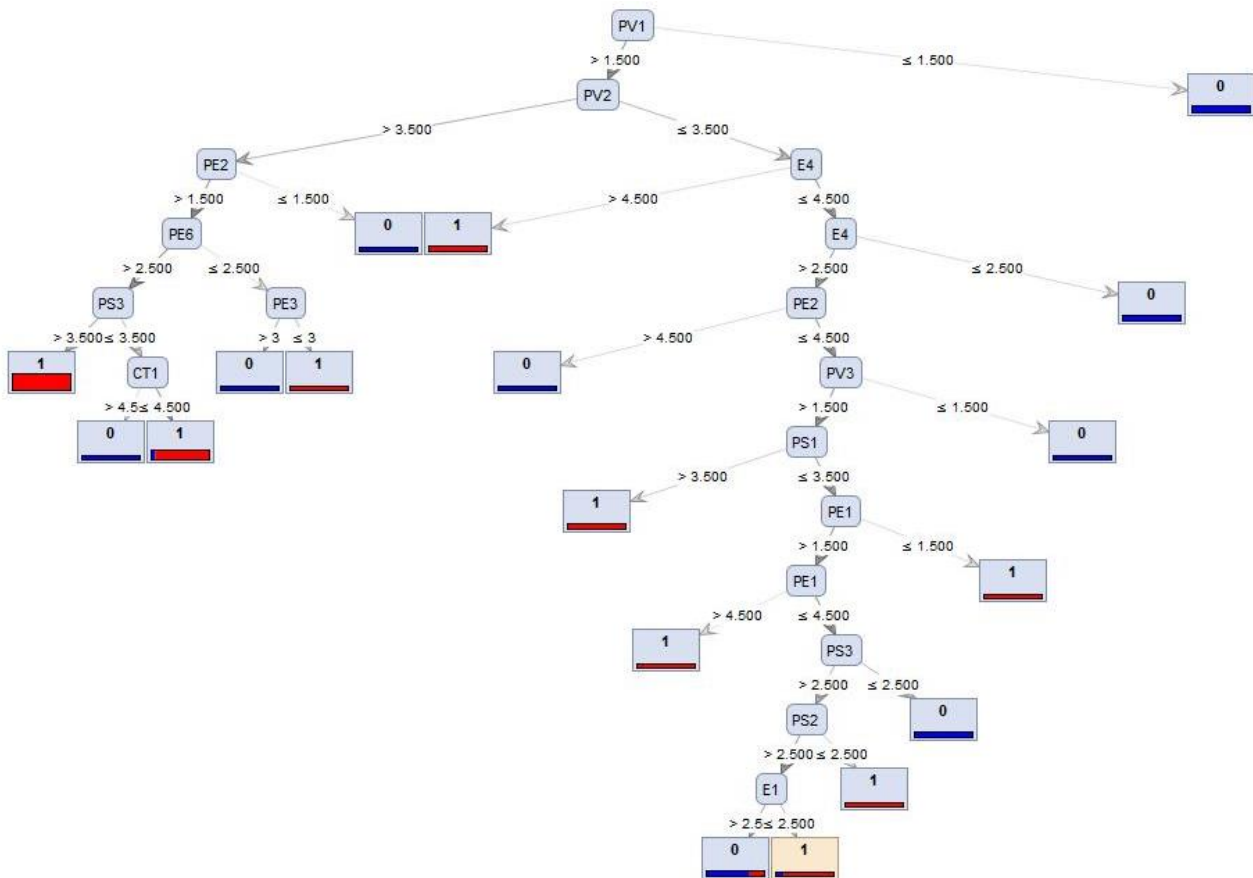 PV1
> 1.500 ≤ 1.500
PV2 0
> 3.500 ≤ 3.500
PE2 E4
> 1.500 ≤ 1.500 > 4.500 ≤ 4.500
PE6 0 1 E4
> 2.500 ≤ 2.500 > 2.500 ≤ 2.500
PS3 PE3 PE2 0
> 3.500 ≤ 3.500 > 3 ≤ 3 > 4.500 ≤ 4.500
1 CT1 0 1 0 PV3
> 4.5 ≤ 4.500 > 1.500 ≤ 1.500
0 1 PS1 0
> 3.500 ≤ 3.500
1 PE1
> 1.500 ≤ 1.500
PE1 1
> 4.500 ≤ 4.500
1 PS3
> 2.500 ≤ 2.500
PS2 0
> 2.500 ≤ 2.500
E1 1
> 2.5 ≤ 2.500
0 1